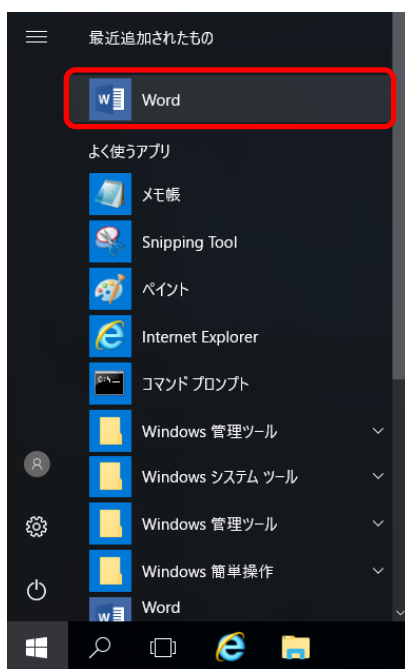 最近追加されたもの
Word
よく使うアプリ
メモ帳
Snipping Tool
ペイント
Internet Explorer
コマンド プロンプト
Windows 管理ツール
Windows システム ツール
Windows 管理ツール
Windows 簡単操作
Word